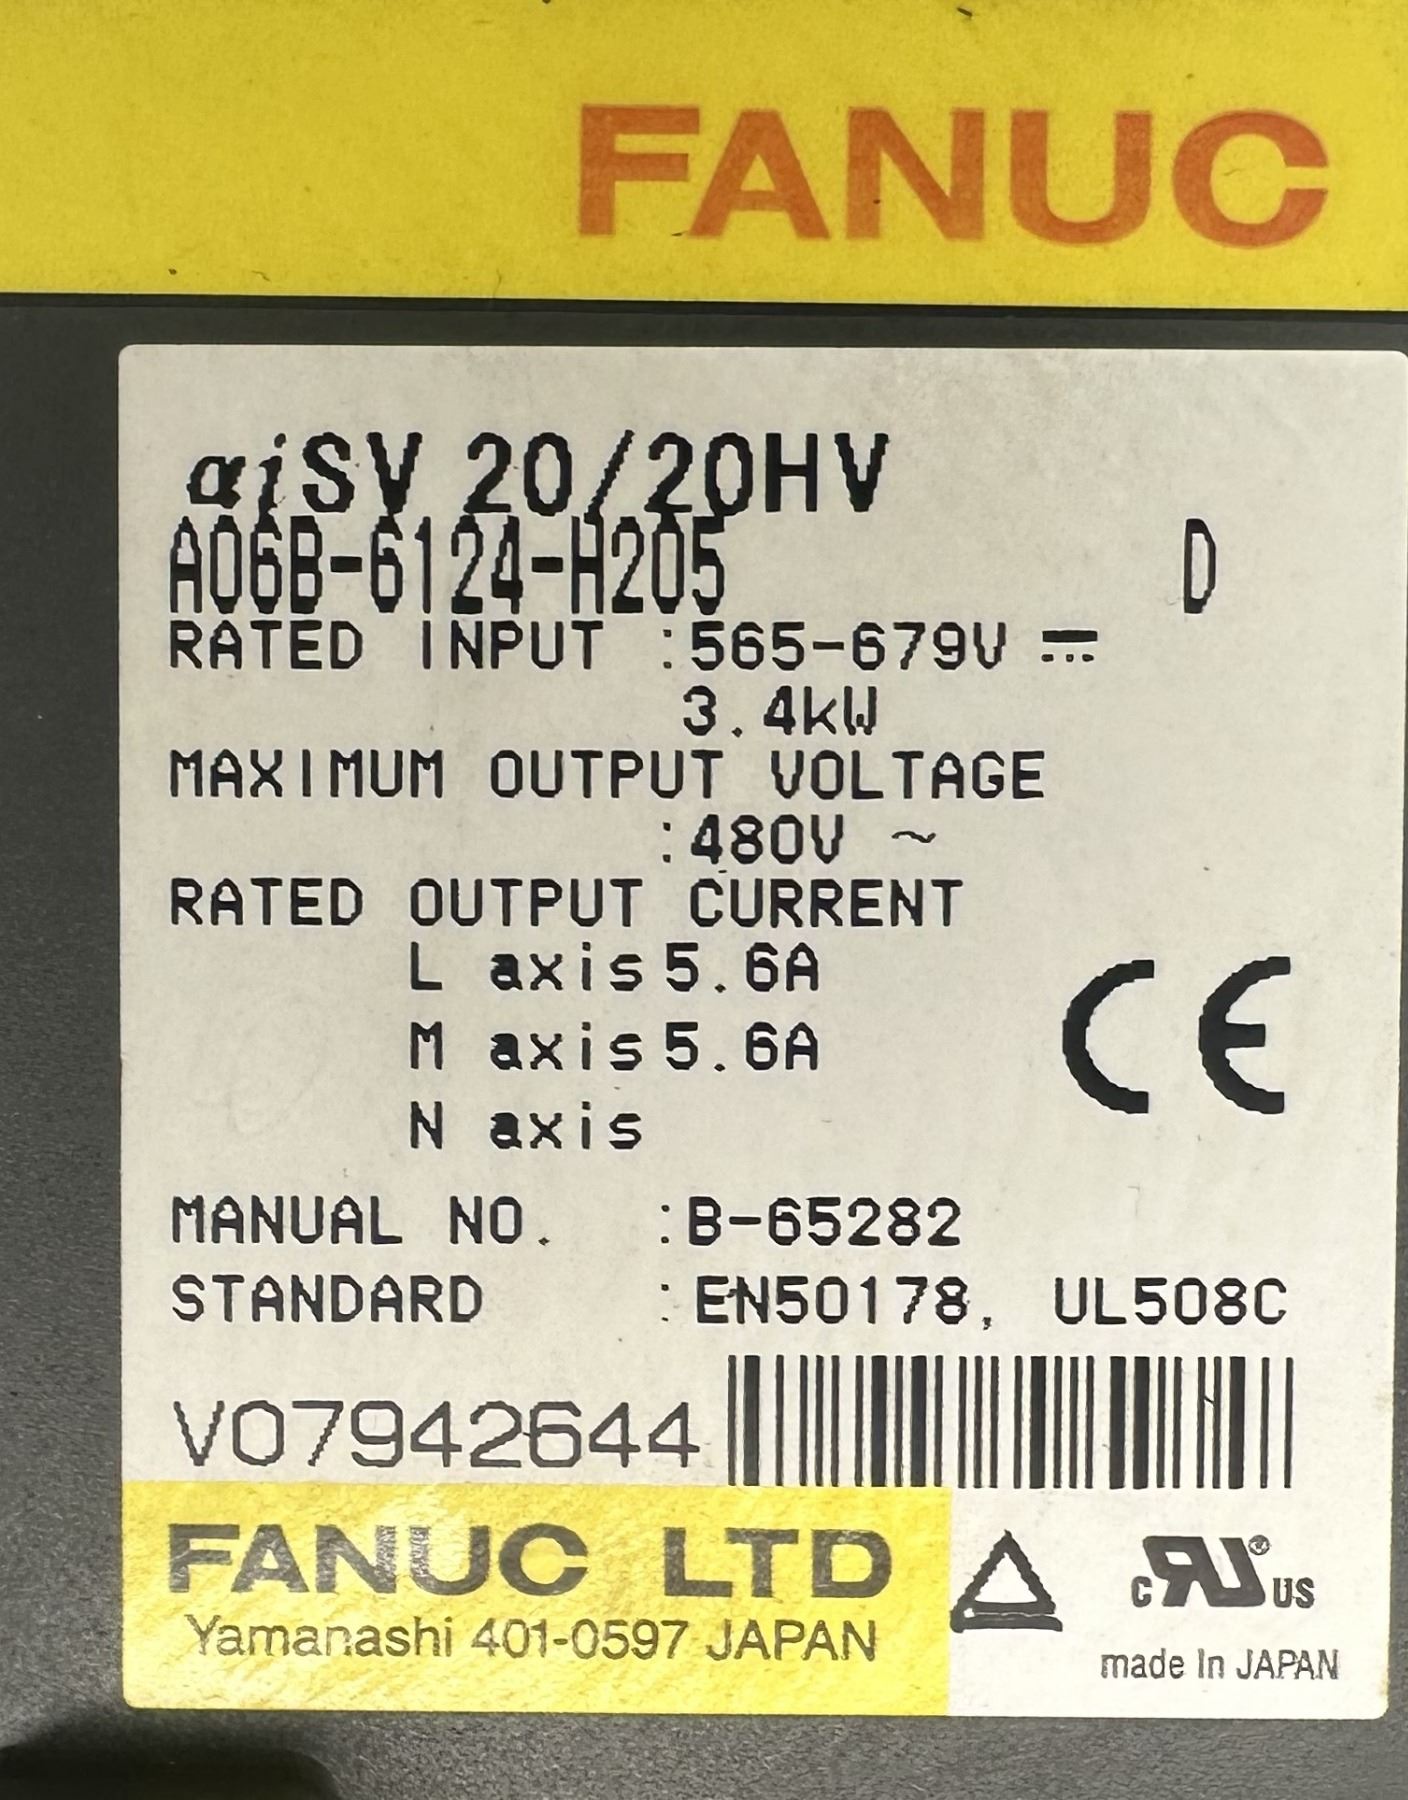 FANUC
αiSV 20/20HV
A06B-6124-H205 D
RATED INPUT :565-679V ⎓
3.4kW
MAXIMUM OUTPUT VOLTAGE
:480V ~
RATED OUTPUT CURRENT
L axis 5.6A
M axis 5.6A
N axis
CE
MANUAL NO. :B-65282
STANDARD :EN50178, UL508C
V07942644
FANUC LTD
Yamanashi 401-0597 JAPAN
c RU ® US
made In JAPAN